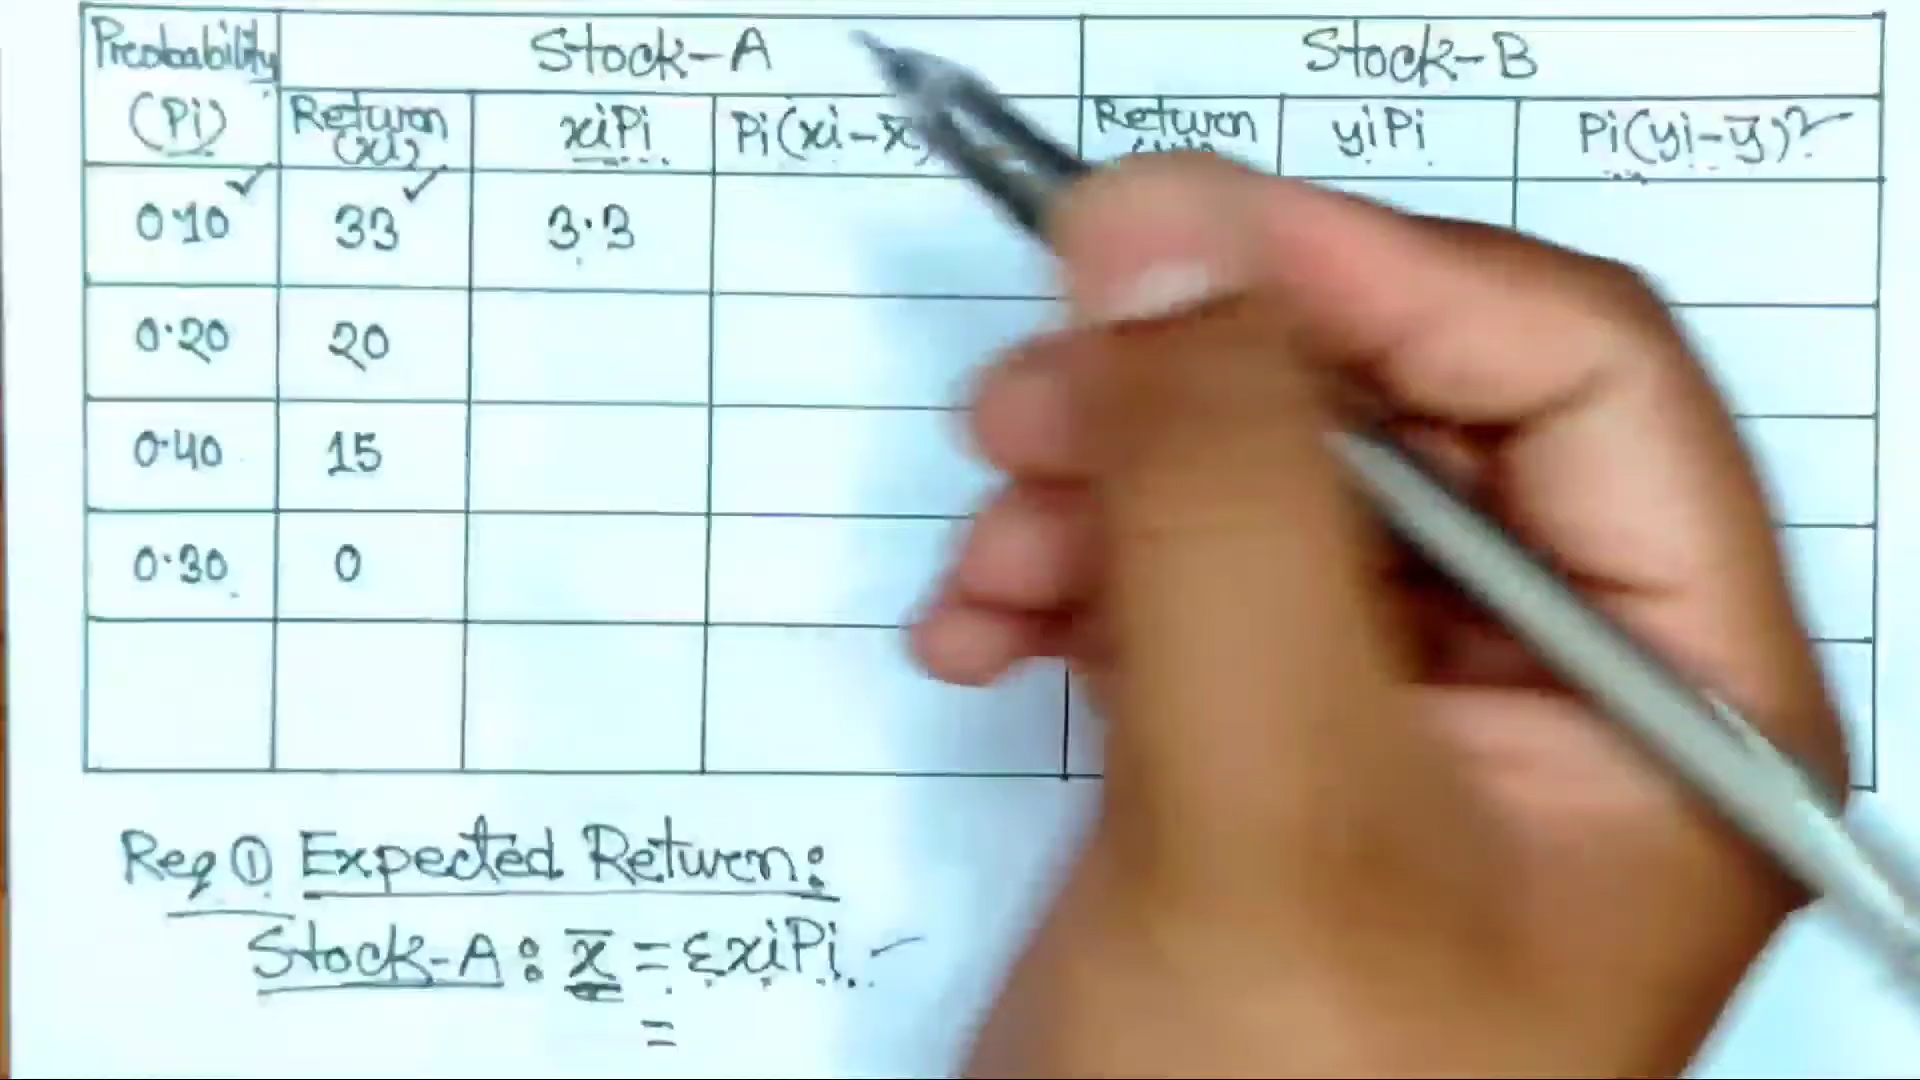 Probability Stock-A Stock-B
(Pi) Return (xi) xiPi Pi(xi-x̄) Return yiPi Pi(yi-ȳ)²
0.10 33 3.3
0.20 20
0.40 15
0.30 0
Req ① Expected Return:
Stock-A: x̄ = ΣxiPi
=